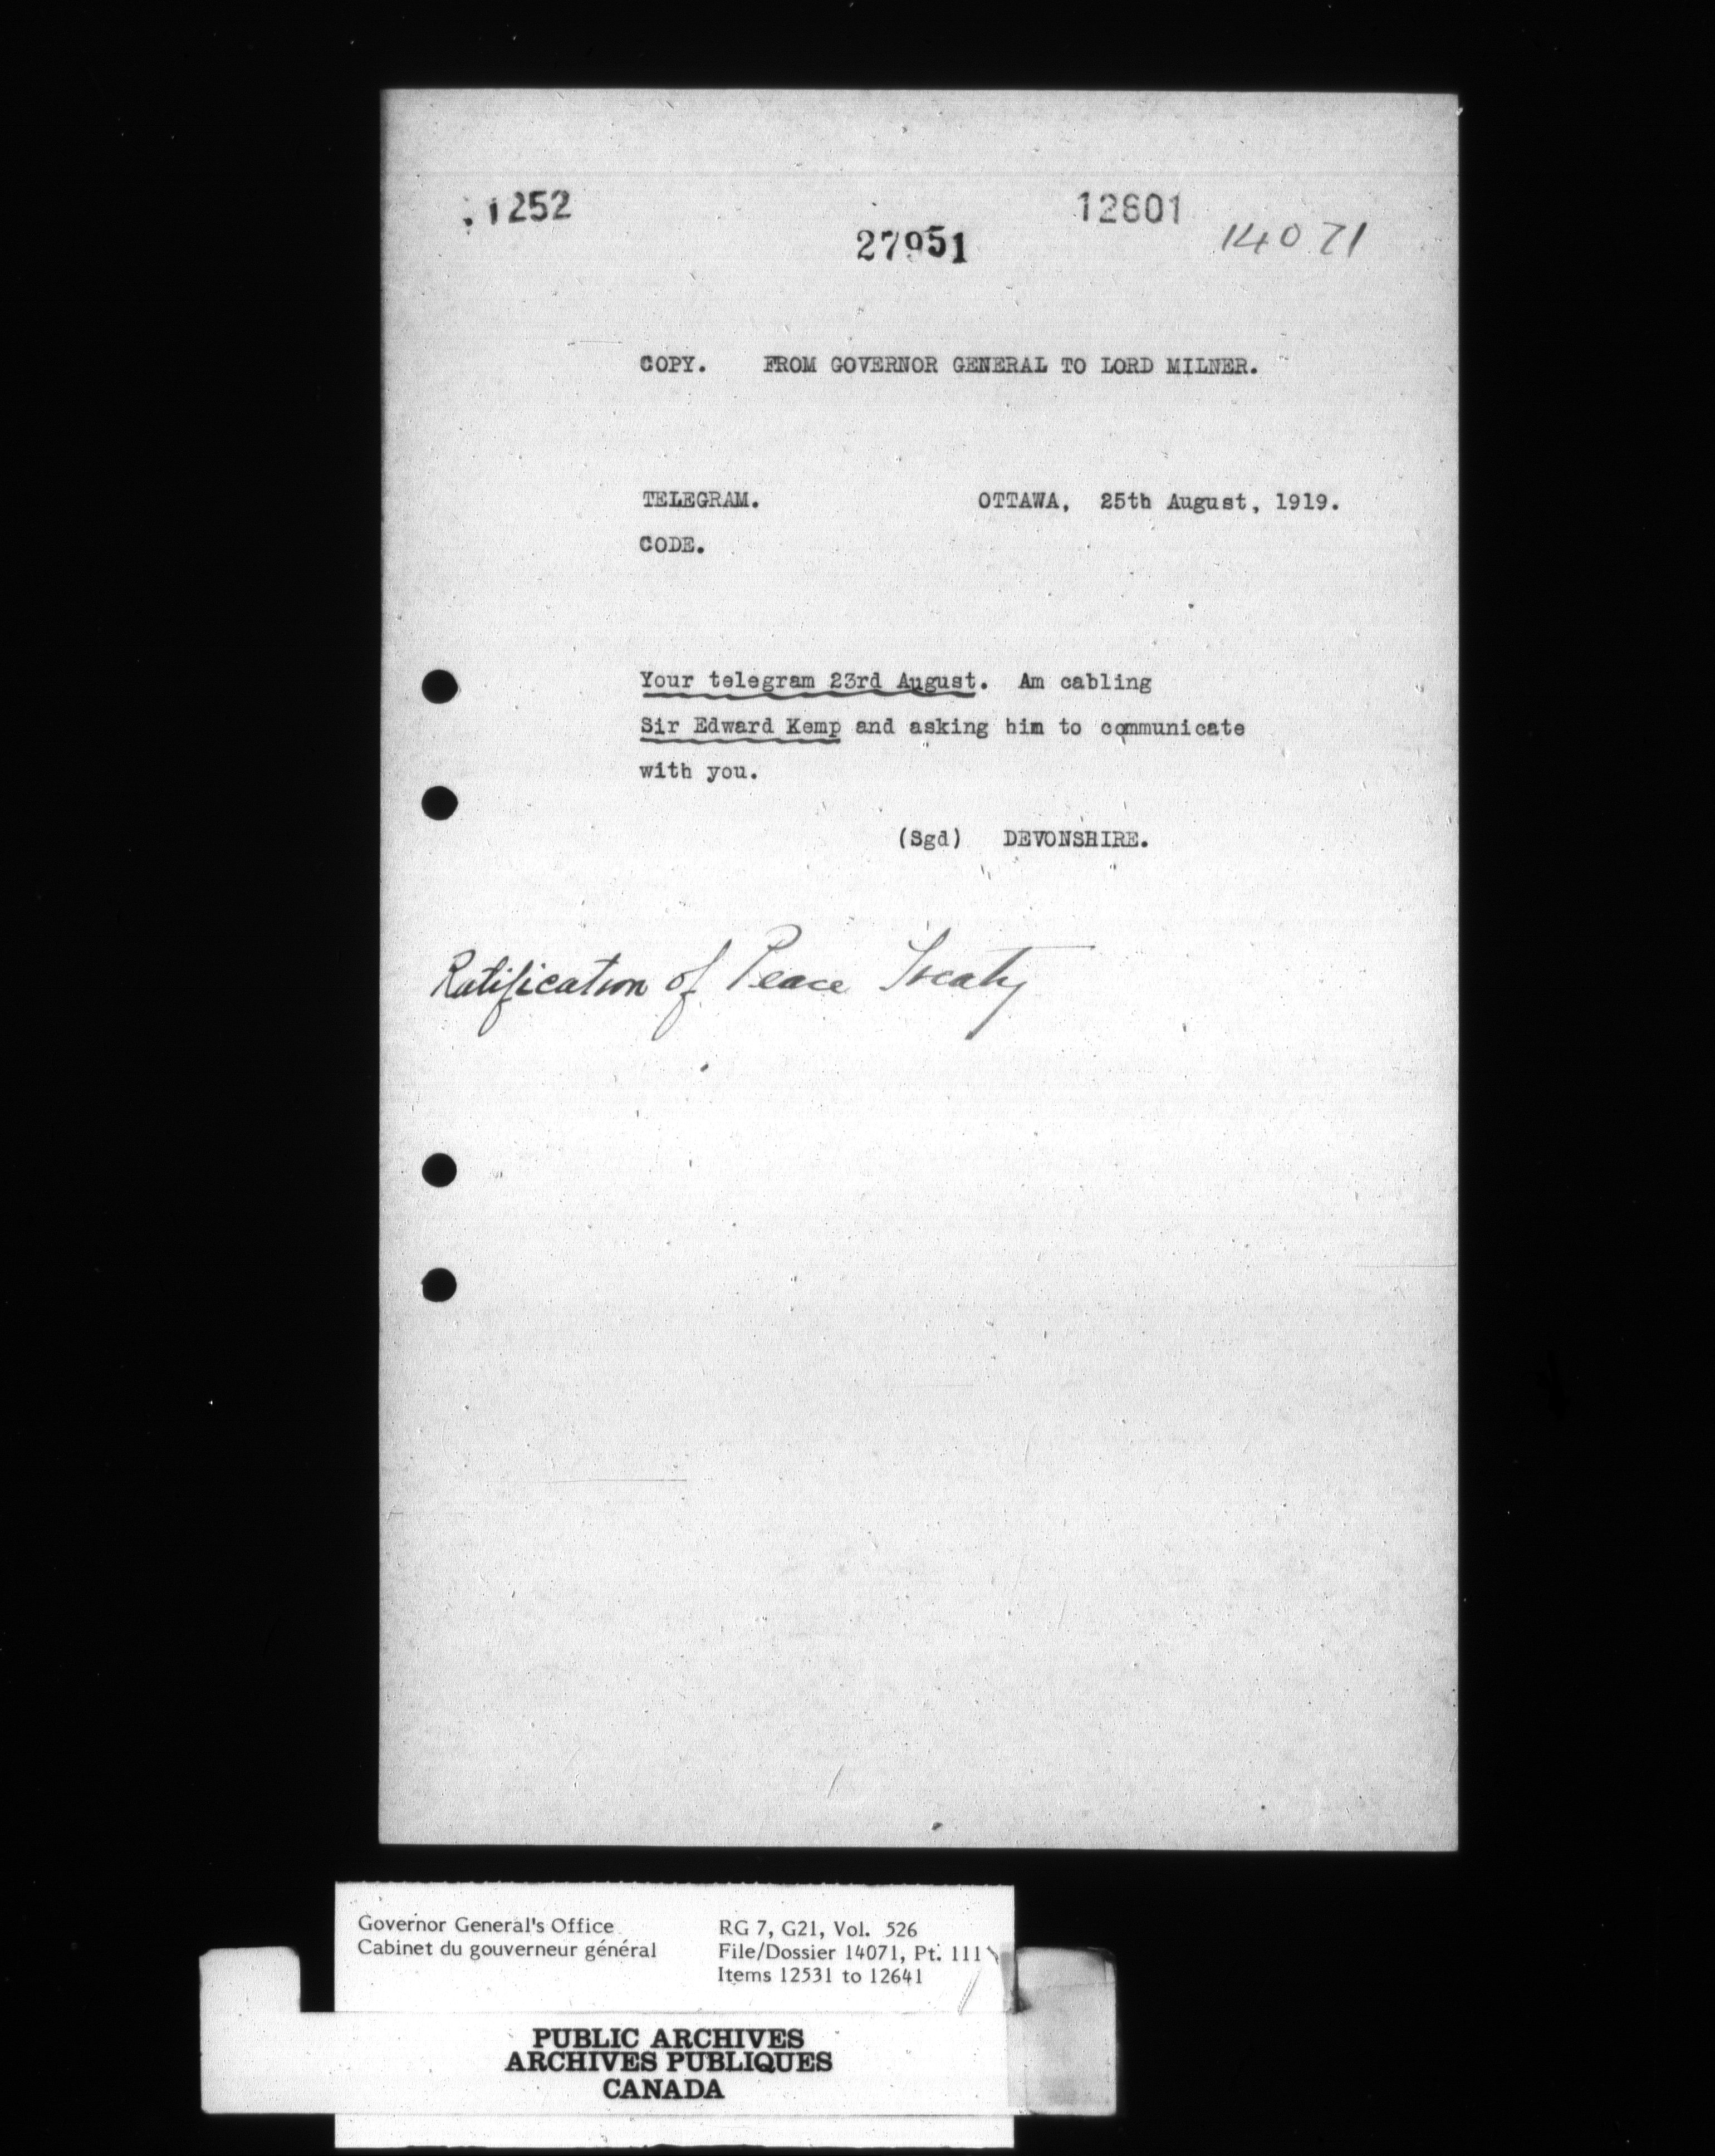 1252
12601
27951
14071
COPY. FROM GOVERNOR GENERAL TO LORD MILNER.
TELEGRAM. OTTAWA, 25th August, 1919.
CODE.
Your telegram 23rd August. Am cabling
Sir Edward Kemp and asking him to communicate
with you.
(Sgd) DEVONSHIRE.
Ratification of Peace Treaty
Governor General's Office
Cabinet du gouverneur général
RG 7, G21, Vol. 526
File/Dossier 14071, Pt. 111
Items 12531 to 12641
PUBLIC ARCHIVES
ARCHIVES PUBLIQUES
CANADA